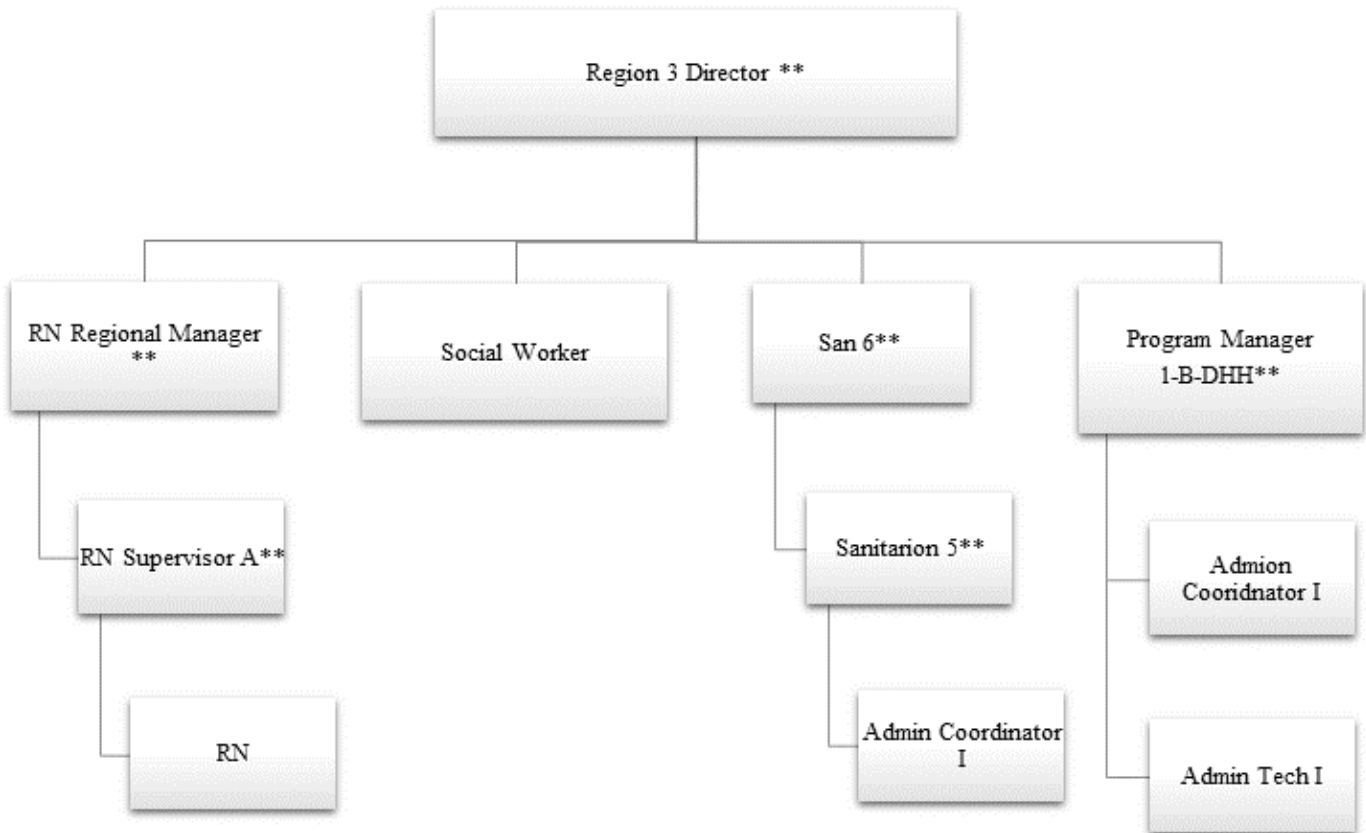 Region 3 Director **
RN Regional Manager
**
Social Worker
San 6**
Program Manager
1-B-DHH**
RN Supervisor A**
Sanitarion 5**
Admion
Cooridnator I
RN
Admin Coordinator
I
Admin Tech I